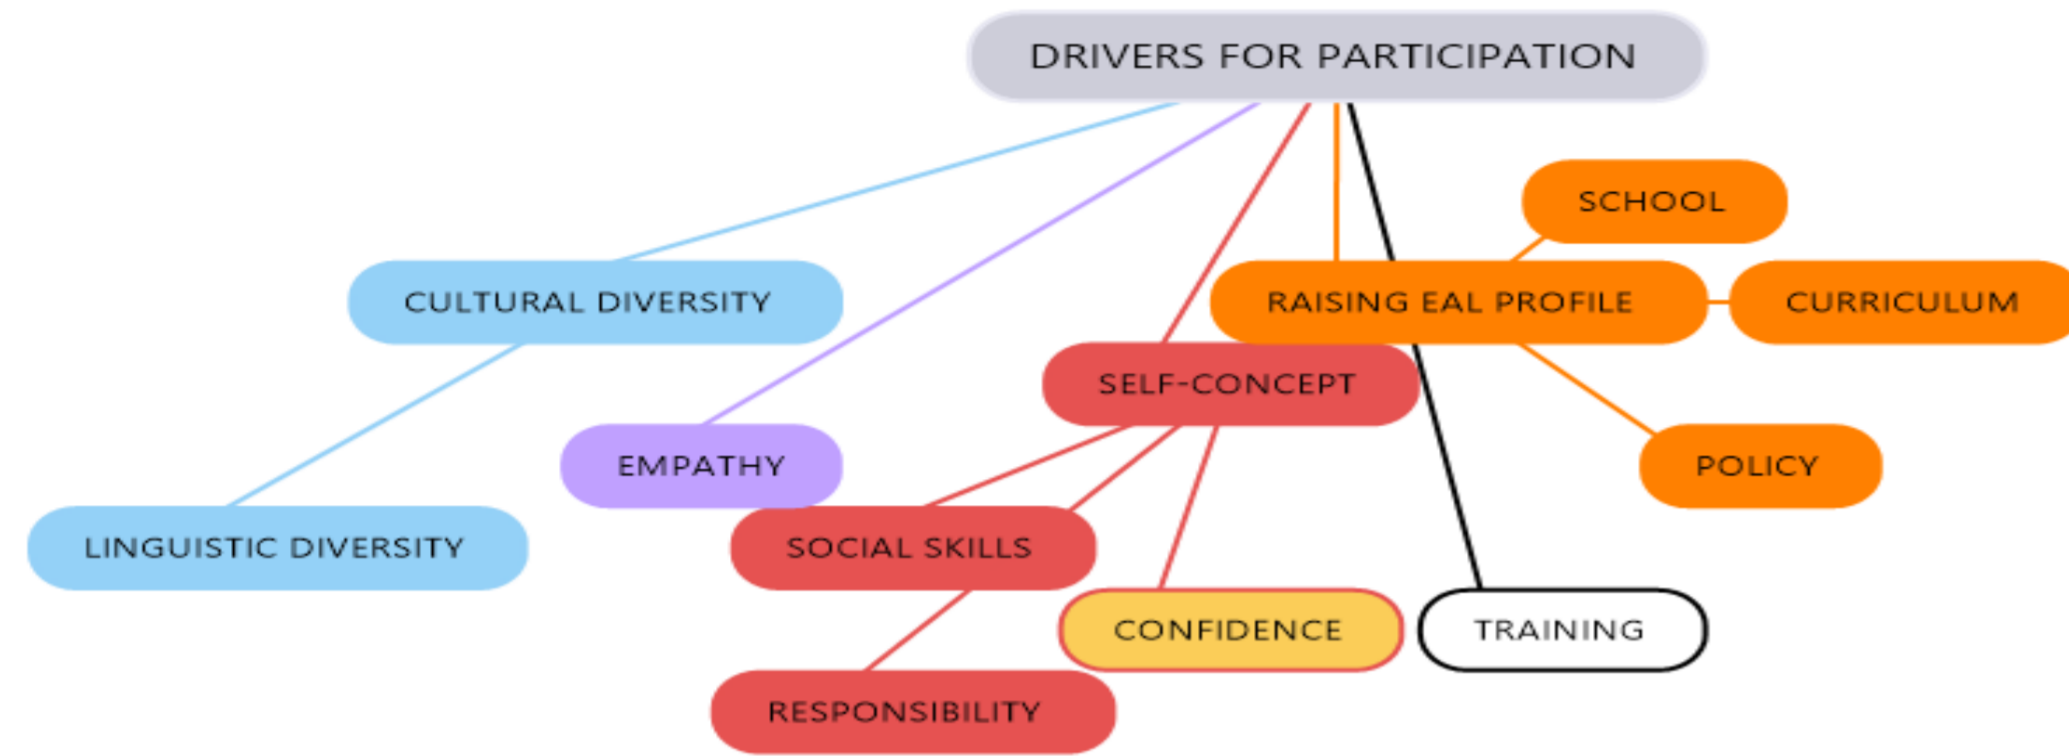 DRIVERS FOR PARTICIPATION
SCHOOL
CULTURAL DIVERSITY
RAISING EAL PROFILE
CURRICULUM
SELF-CONCEPT
EMPATHY
POLICY
LINGUISTIC DIVERSITY
SOCIAL SKILLS
CONFIDENCE
TRAINING
RESPONSIBILITY